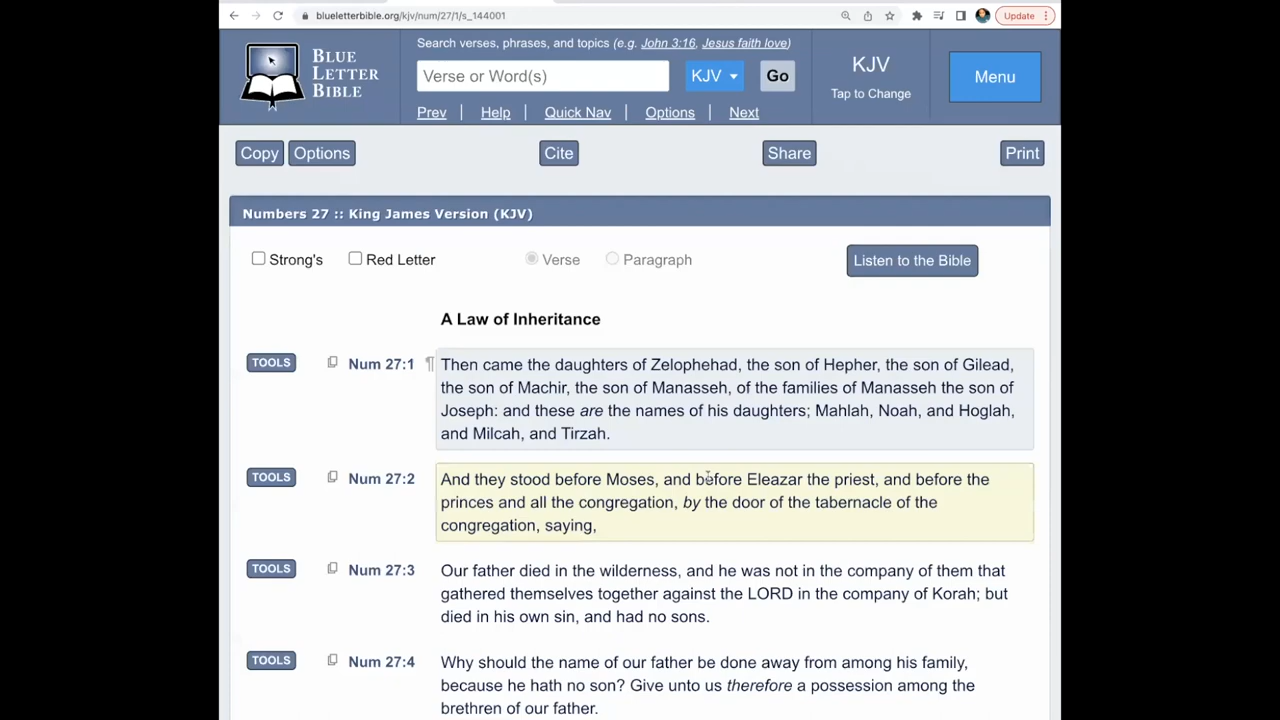 blueletterbible.org/kjv/num/27/1/s_144001
Update
BLUE
LETTER
BIBLE
Search verses, phrases, and topics (e.g. John 3:16, Jesus faith love)
Verse or Word(s)
KJV
Go
Prev | Help | Quick Nav | Options | Next
KJV
Tap to Change
Menu
Copy Options Cite Share Print
Numbers 27 :: King James Version (KJV)
Strong's Red Letter Verse Paragraph Listen to the Bible
A Law of Inheritance
TOOLS Num 27:1 ¶ Then came the daughters of Zelophehad, the son of Hepher, the son of Gilead,
the son of Machir, the son of Manasseh, of the families of Manasseh the son of
Joseph: and these are the names of his daughters; Mahlah, Noah, and Hoglah,
and Milcah, and Tirzah.
TOOLS Num 27:2 And they stood before Moses, and before Eleazar the priest, and before the
princes and all the congregation, by the door of the tabernacle of the
congregation, saying,
TOOLS Num 27:3 Our father died in the wilderness, and he was not in the company of them that
gathered themselves together against the LORD in the company of Korah; but
died in his own sin, and had no sons.
TOOLS Num 27:4 Why should the name of our father be done away from among his family,
because he hath no son? Give unto us therefore a possession among the
brethren of our father.